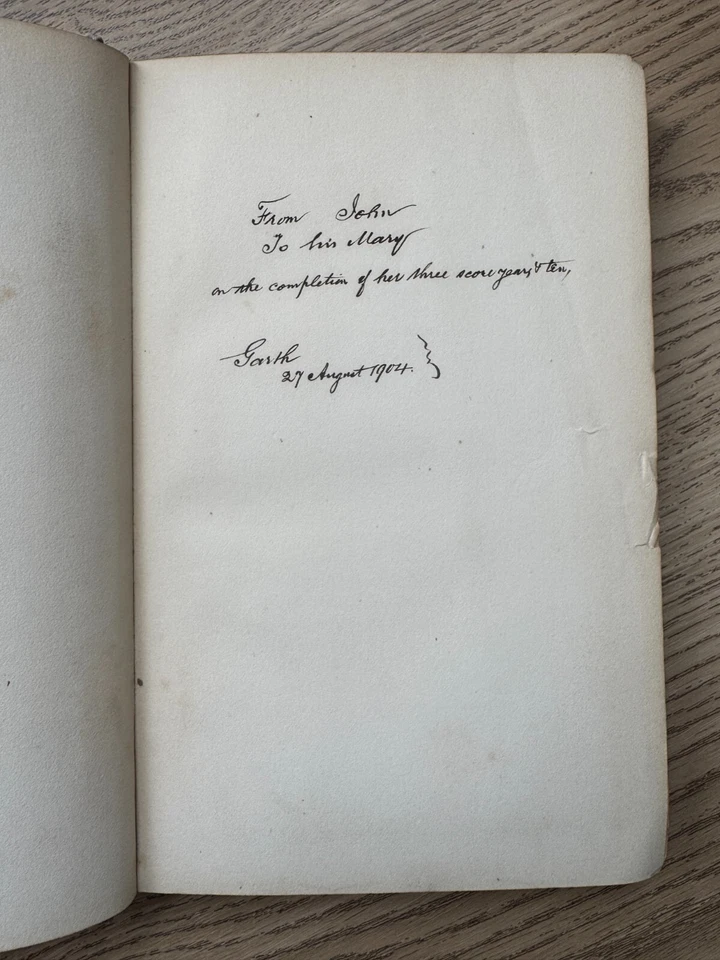 From John
To his Mary
on the completion of her three score years & ten,
Garth
27 August 1904.